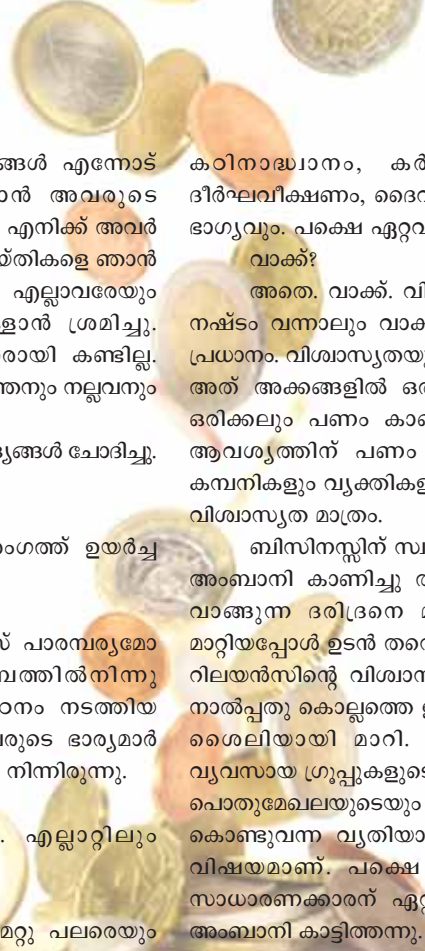 ങ്ങൾ എന്നോട്
ാൻ അവരുടെ
എനിക്ക് അവർ
യ്തികളെ ഞാൻ
എല്ലാവരേയും
ളാൻ ശ്രമിച്ചു.
രായി കണ്ടില്ല.
ത്തനും നല്ലവനും
ദ്യങ്ങൾ ചോദിച്ചു.
ംഗത്ത് ഉയർച്ച
സ് പാരമ്പര്യമോ
ബത്തിൽനിന്നു
ഠനം നടത്തിയ
രുടെ ഭാര്യമാർ
നിന്നിരുന്നു.
. എല്ലാറ്റിലും
മറ്റു പലരെയും
കഠിനാദ്ധ്വാനം, കർ
ദീർഘവീക്ഷണം, ദൈവ
ഭാഗ്യവും. പക്ഷെ ഏറ്റവ
വാക്ക്?
അതെ. വാക്ക്. വി
നഷ്ടം വന്നാലും വാക
പ്രധാനം. വിശ്വാസ്യതയു
അത് അക്കങ്ങളിൽ ഒര
ഒരിക്കലും പണം കാണ
ആവശ്യത്തിന് പണം
കമ്പനികളും വ്യക്തികള
വിശ്വാസ്യത മാത്രം.
ബിസിനസ്സിന് സ്വ
അംബാനി കാണിച്ചു ത
വാങ്ങുന്ന ദരിദ്രനെ മ
മാറ്റിയപ്പോൾ ഉടൻ തന്നെ
റിലയൻസിന്റെ വിശ്വാസ
നാൽപ്പതു കൊല്ലത്തെ ഇ
ശൈലിയായി മാറി.
വ്യവസായ ഗ്രൂപ്പുകളുടെ
പൊതുമേഖലയുടെയും
കൊണ്ടുവന്ന വ്യതിയാ
വിഷയമാണ്. പക്ഷെ
സാധാരണക്കാരന് ഏറ്റ
അംബാനി കാട്ടിത്തന്നു.